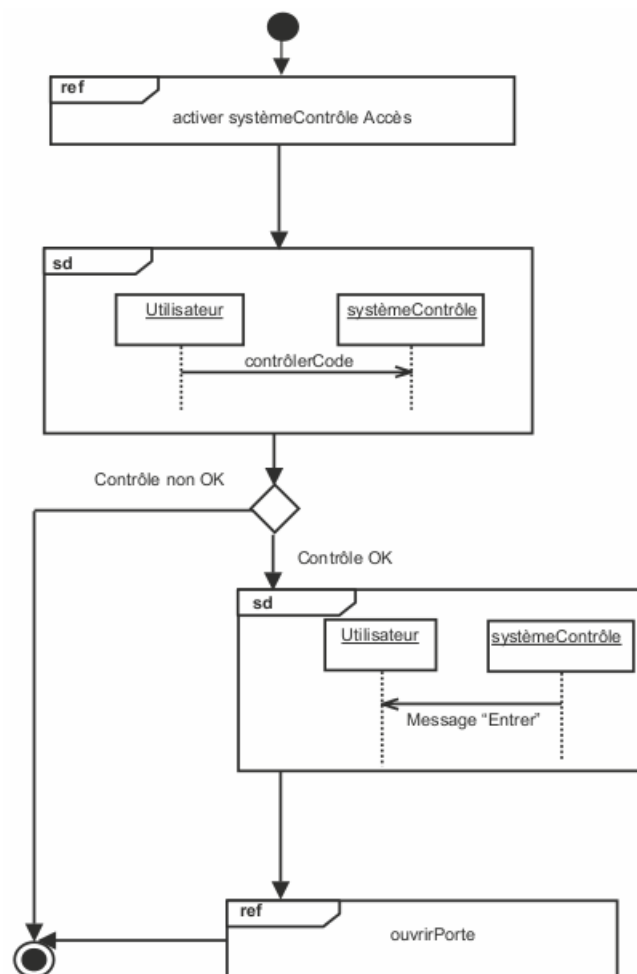 ref
activer systèmeContrôle Accès
sd
Utilisateur
systèmeContrôle
contrôlerCode
Contrôle non OK
Contrôle OK
sd
Utilisateur
systèmeContrôle
Message “Entrer”
ref
ouvrirPorte